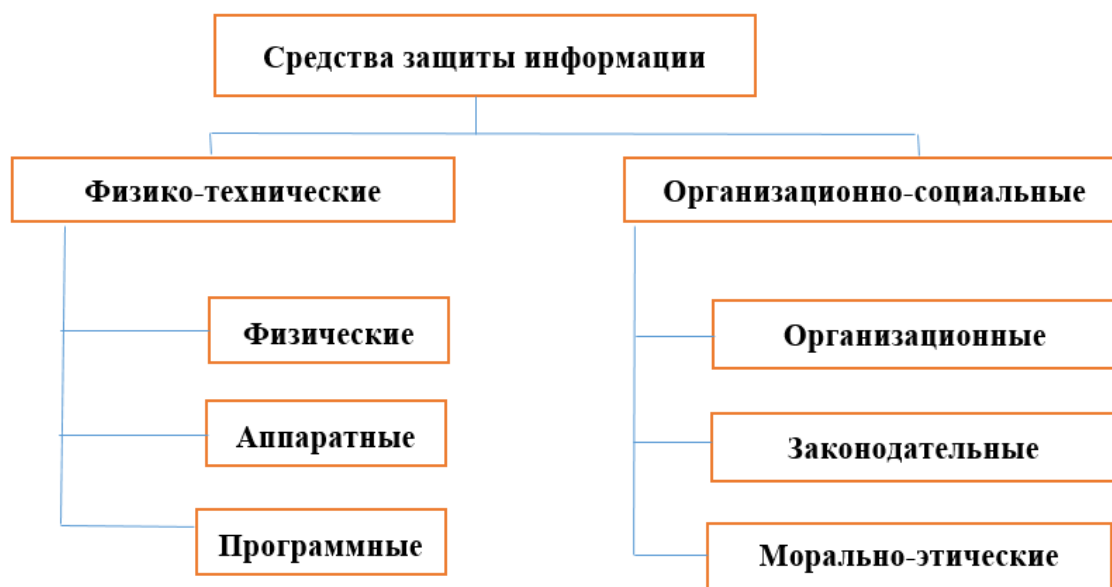 Средства защиты информации
Физико-технические
Организационно-социальные
Физические
Организационные
Аппаратные
Законодательные
Программные
Морально-этические